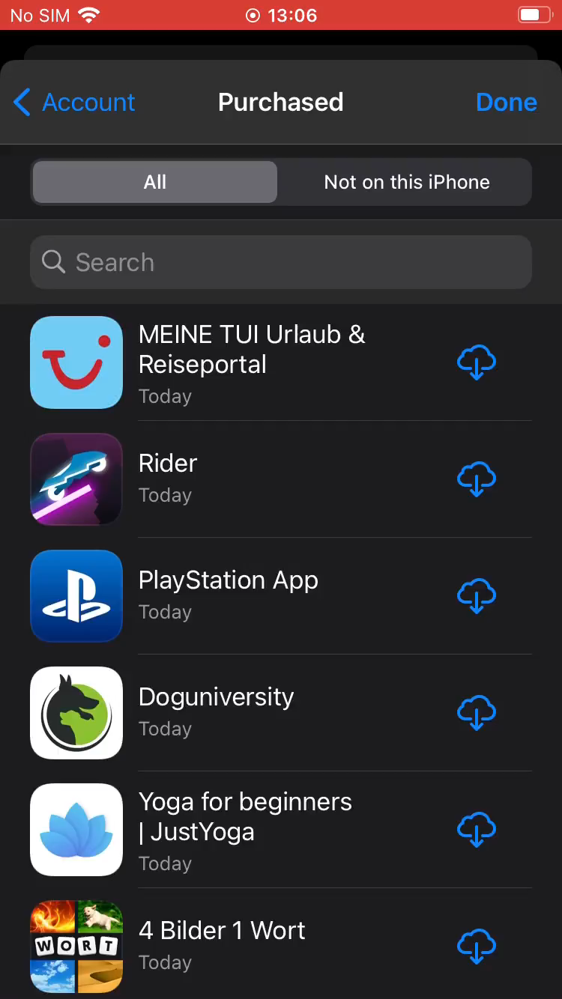 No SIM 13:06
Account Purchased Done
All Not on this iPhone
Search
MEINE TUI Urlaub &
Reiseportal
Today
Rider
Today
PlayStation App
Today
Doguniversity
Today
Yoga for beginners
| JustYoga
Today
WORT
4 Bilder 1 Wort
Today